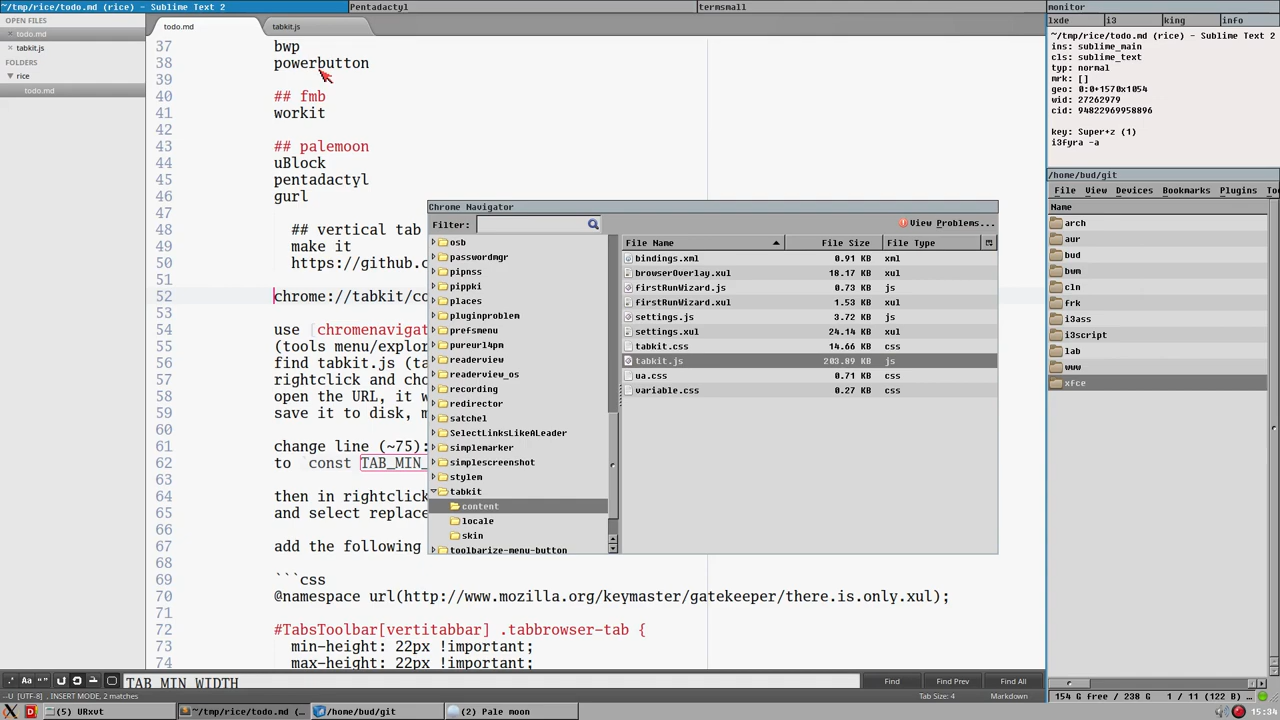 ~/tmp/rice/todo.md (rice) - Sublime Text 2
Pentadactyl
termsmall
monitor
OPEN FILES
todo.md
tabkit.js
FOLDERS
rice
todo.md
todo.md
tabkit.js
37 bwp
38 powerbutton
39
40 ## fmb
41 workit
42
43 ## palemoon
44 uBlock
45 pentadactyl
46 gurl
47
48 ## vertical tab
49 make it
50 https://github.c
51
52 chrome://tabkit/co
53
54 use `chromenavigat
55 (tools menu/explor
56 find tabkit.js (ta
57 rightclick and cho
58 open the URL, it w
59 save it to disk, m
60
61 change line (~75):
62 to `const TAB_MIN_
63
64 then in rightclick
65 and select replace
66
67 add the following
68
69 ```css
70 @namespace url(http://www.mozilla.org/keymaster/gatekeeper/there.is.only.xul);
71
72 #TabsToolbar[vertitabbar] .tabbrowser-tab {
73 min-height: 22px !important;
74 max-height: 22px !important;
Chrome Navigator
Filter:
View Problems...
osb
passwordmgr
pipnss
pippki
places
pluginproblem
prefsmenu
pureurl4pm
readerview
readerview_os
recording
redirector
satchel
SelectLinksLikeALeader
simplemarker
simplescreenshot
stylem
tabkit
content
locale
skin
toolbarize-menu-button
File Name File Size File Type
bindings.xml 0.91 KB xml
browserOverlay.xul 18.17 KB xul
firstRunWizard.js 0.73 KB js
firstRunWizard.xul 1.53 KB xul
settings.js 3.72 KB js
settings.xul 24.14 KB xul
tabkit.css 14.66 KB css
tabkit.js 203.89 KB js
ua.css 0.71 KB css
variable.css 0.27 KB css
lxde i3 king info
~/tmp/rice/todo.md (rice) - Sublime Text 2
ins: sublime_main
cls: sublime_text
typ: normal
mrk: []
geo: 0:0+1570x1054
wid: 27262979
cid: 94822969958896
key: Super+z (1)
i3fyra -a
/home/bud/git
File View Devices Bookmarks Plugins To
Name
arch
aur
bud
bwm
cln
frk
i3ass
i3script
lab
www
xfce
154 G free / 238 G 1 / 11 (122 B)
.* Aa “”
TAB_MIN_WIDTH
Find
Find Prev
Find All
--U [UTF-8], INSERT MODE, 2 matches
Tab Size: 4
Markdown
D
(5) URxvt
~/tmp/rice/todo.md (...
/home/bud/git
(2) Pale moon
15:34